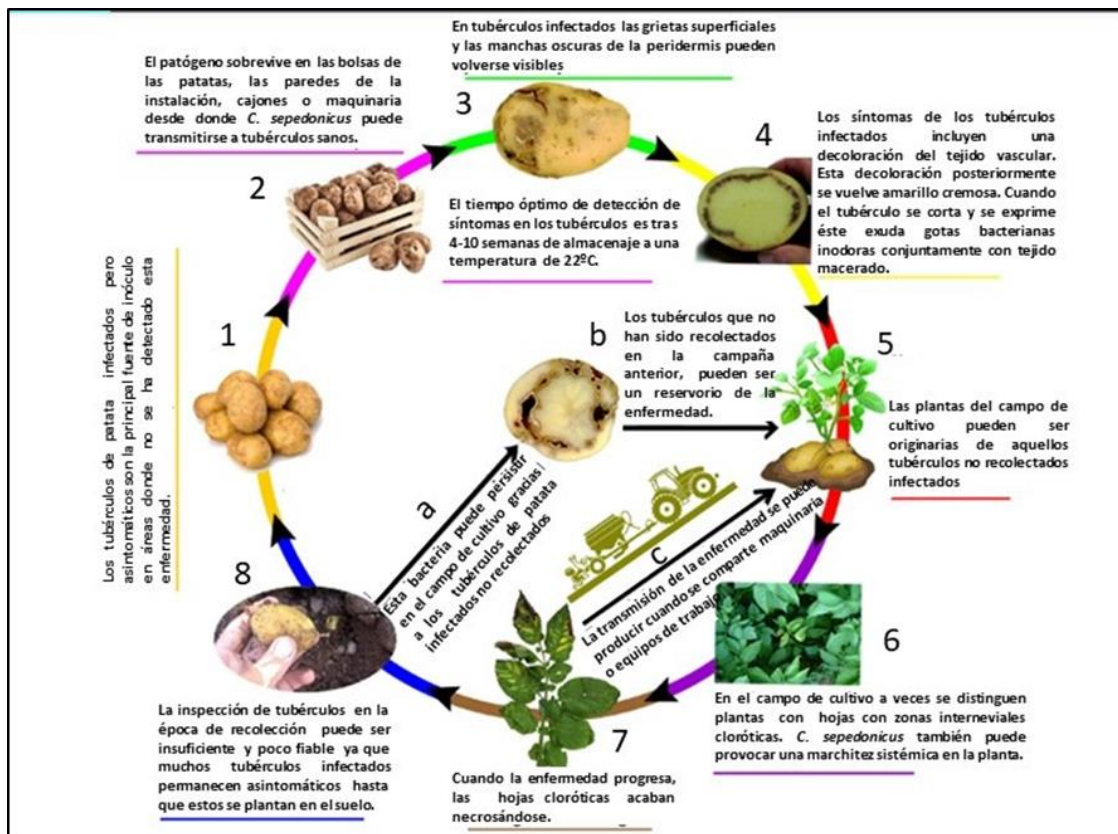 En tubérculos infectados las grietas superficiales
y las manchas oscuras de la peridermis pueden
volverse visibles
3
El patógeno sobrevive en las bolsas de
las patatas, las paredes de la
instalación, cajones o maquinaria
desde donde C. sepedonicus puede
transmitirse a tubérculos sanos.
2
4
Los síntomas de los tubérculos
infectados incluyen una
decoloración del tejido vascular.
Esta decoloración posteriormente
se vuelve amarillo cremosa. Cuando
el tubérculo se corta y se exprime
éste exuda gotas bacterianas
inodoras conjuntamente con tejido
macerado.
El tiempo óptimo de detección de
síntomas en los tubérculos es tras
4-10 semanas de almacenaje a una
temperatura de 22ºC.
1
Los tubérculos de patata infectados pero
asintomáticos son la principal fuente de inóculo
en áreas donde no se ha detectado esta
enfermedad.
b
Los tubérculos que no
han sido recolectados
en la campaña
anterior, pueden ser
un reservorio de la
enfermedad.
5
Las plantas del campo de
cultivo pueden ser
originarias de aquellos
tubérculos no recolectados
infectados
a
Esta bacteria puede persistir
en el campo de cultivo gracias
a los tubérculos de patata
infectados no recolectados
c
La transmisión de la enfermedad se puede
producir cuando se comparte maquinaria
o equipos de trabajo
8
La inspección de tubérculos en la
época de recolección puede ser
insuficiente y poco fiable ya que
muchos tubérculos infectados
permanecen asintomáticos hasta
que estos se plantan en el suelo.
7
Cuando la enfermedad progresa,
las hojas cloróticas acaban
necrosándose.
6
En el campo de cultivo a veces se distinguen
plantas con hojas con zonas interneviales
cloróticas. C. sepedonicus también puede
provocar una marchitez sistémica en la planta.